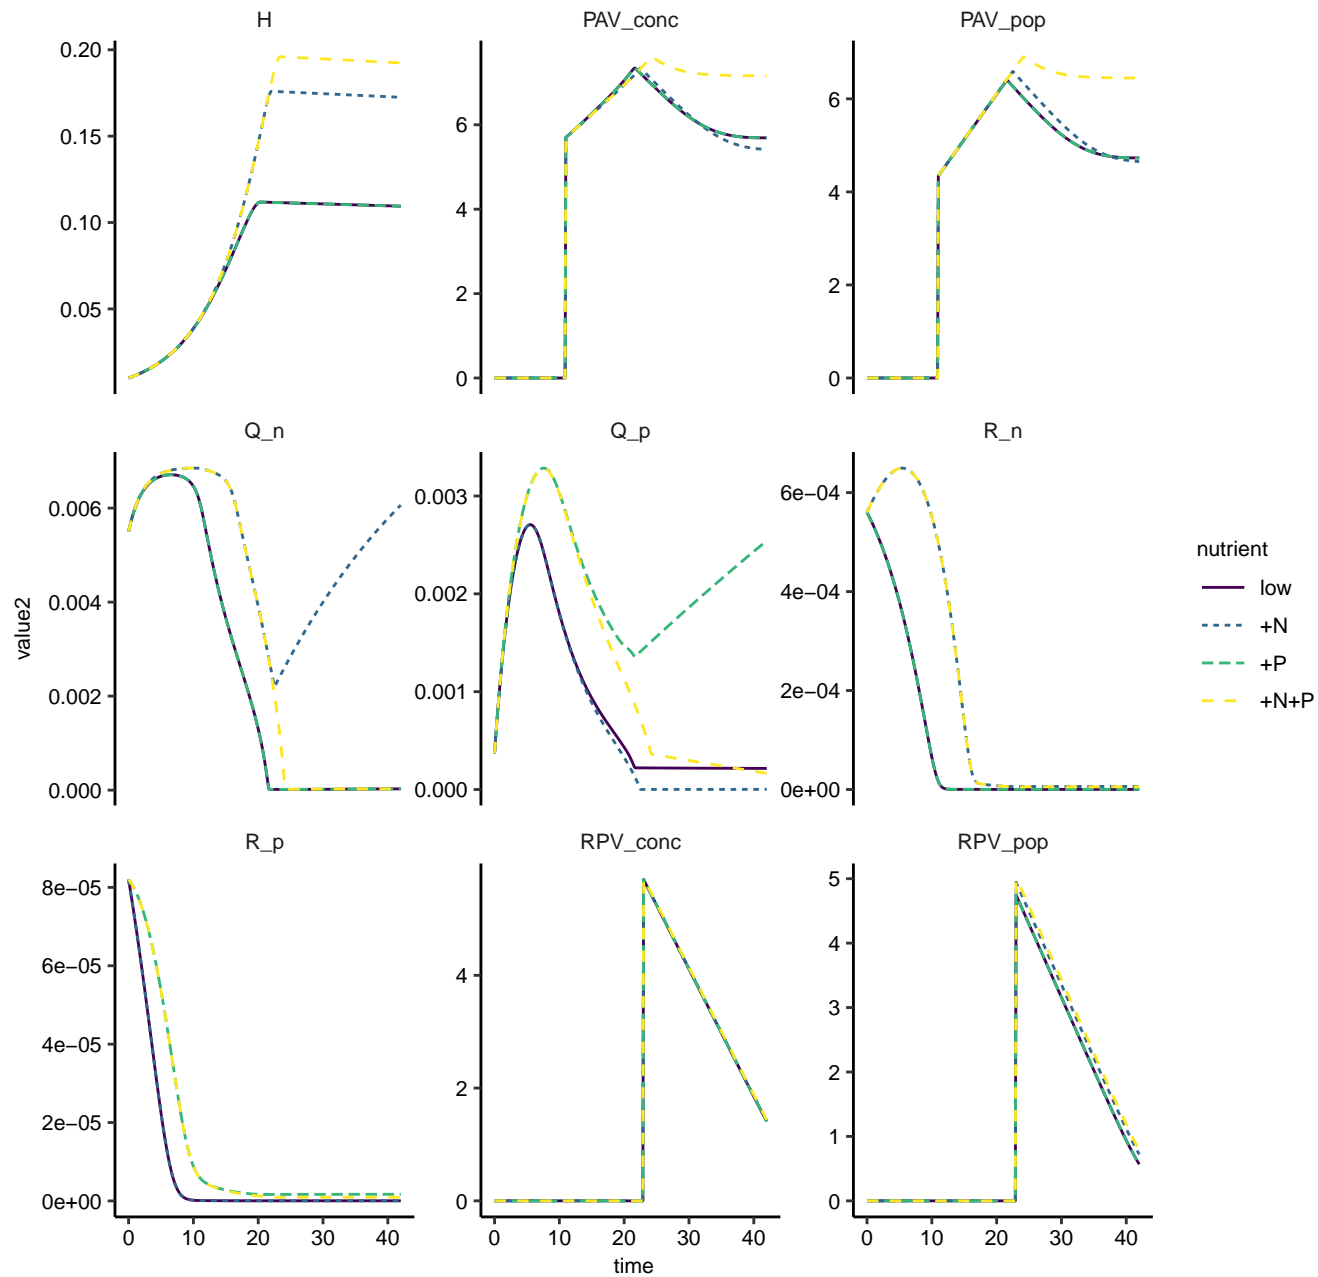 H
PAV_conc
PAV_pop
0.20
0.15
0.10
0.05
6
4
2
0
6
4
2
0
Q_n
Q_p
R_n
0.006
0.004
0.002
0.000
0.003
0.002
0.001
0.000
6e−04
4e−04
2e−04
0e+00
value2
nutrient
low
+N
+P
+N+P
R_p
RPV_conc
RPV_pop
8e−05
6e−05
4e−05
2e−05
0e+00
4
2
0
5
4
3
2
1
0
0 10 20 30 40
0 10 20 30 40
0 10 20 30 40
time